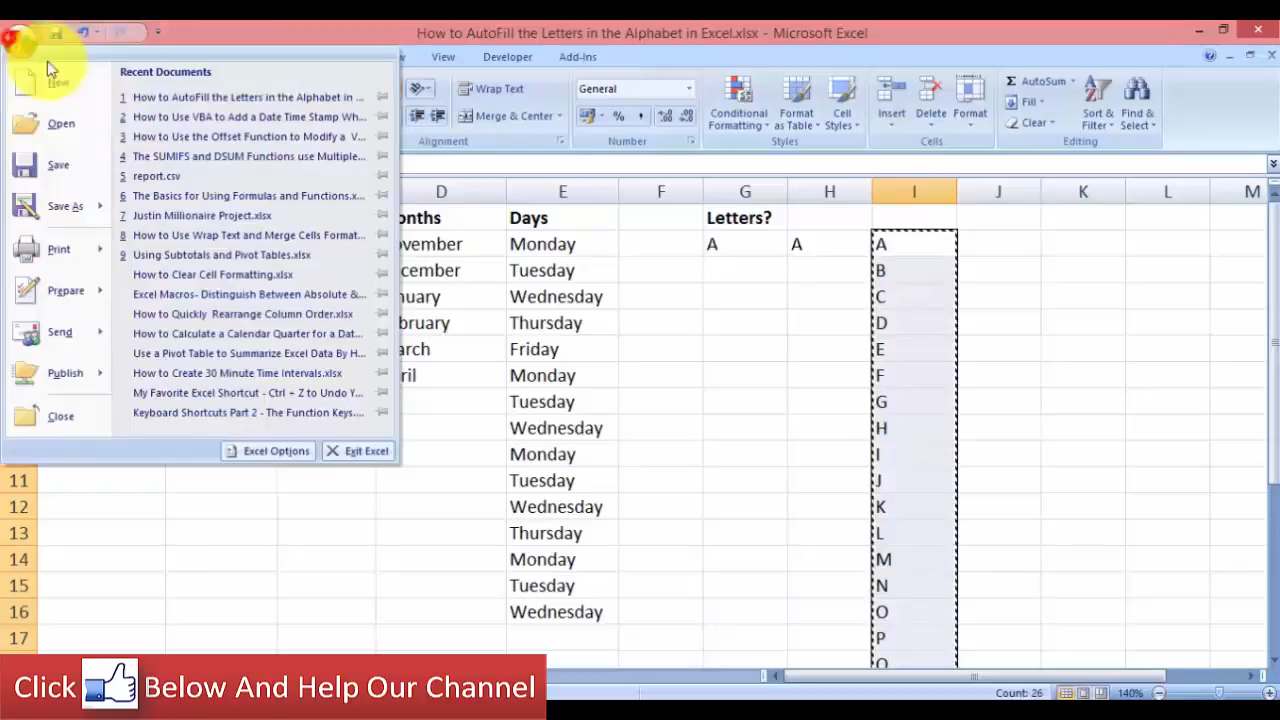 How to AutoFill the Letters in the Alphabet in Excel.xlsx - Microsoft Excel
View Developer Add-Ins
Recent Documents
New
Open
Save
Save As
Print
Prepare
Send
Publish
Close
1 How to AutoFill the Letters in the Alphabet in ...
2 How to Use VBA to Add a Date Time Stamp Wh...
3 How to Use the Offset Function to Modify a V...
4 The SUMIFS and DSUM Functions use Multiple...
5 report.csv
6 The Basics for Using Formulas and Functions.x...
7 Justin Millionaire Project.xlsx
8 How to Use Wrap Text and Merge Cells Format...
9 Using Subtotals and Pivot Tables.xlsx
How to Clear Cell Formatting.xlsx
Excel Macros- Distinguish Between Absolute &...
How to Quickly Rearrange Column Order.xlsx
How to Calculate a Calendar Quarter for a Dat...
Use a Pivot Table to Summarize Excel Data By H...
How to Create 30 Minute Time Intervals.xlsx
My Favorite Excel Shortcut - Ctrl + Z to Undo Y...
Keyboard Shortcuts Part 2 - The Function Keys....
Excel Options Exit Excel
Wrap Text
Merge & Center
Alignment
General
% ,
Number
Conditional Formatting
Format as Table
Cell Styles
Styles
Insert Delete Format
Cells
AutoSum
Fill
Clear
Sort & Filter
Find & Select
Editing
D E F G H I J K L M
onths Days Letters?
ovember Monday A A A
cember Tuesday B
nuary Wednesday C
bruary Thursday D
arch Friday E
ril Monday F
Tuesday G
Wednesday H
Monday I
11 Tuesday J
12 Wednesday K
13 Thursday L
14 Monday M
15 Tuesday N
16 Wednesday O
17 P
Q
Click Below And Help Our Channel
Count: 26 140%